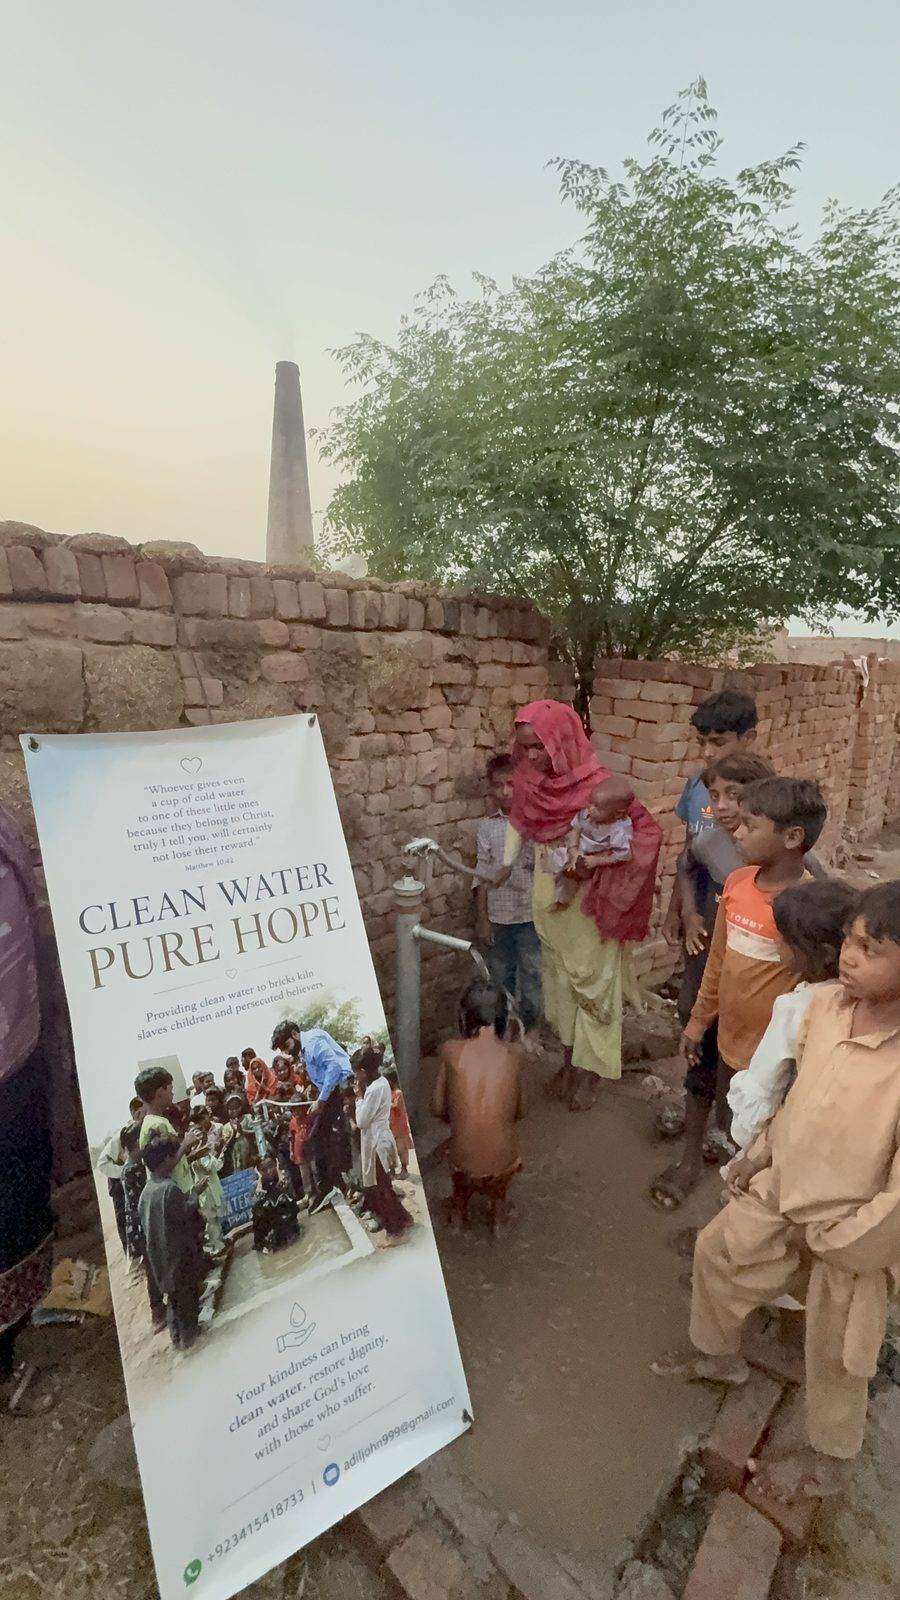 "Whoever gives even
a cup of cold water
to one of these little ones
because they belong to Christ,
truly I tell you, will certainly
not lose their reward."
Matthew 10:42
CLEAN WATER
PURE HOPE
Providing clean water to bricks kiln
slaves children and persecuted believers
WATER
Your kindness can bring
clean water, restore dignity,
and share God's love
with those who suffer.
+923415418733 | adiljohn999@gmail.com
adidas
TOMMY